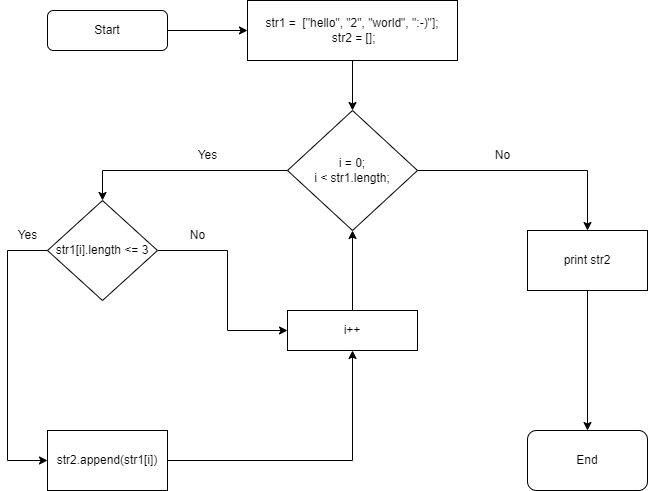 Start
str1 =  ["hello", "2", "world", ":-)"];
str2 = [];
Yes
i = 0;
i < str1.length;
No
Yes
str1[i].length <= 3
No
print str2
i++
str2.append(str1[i])
End